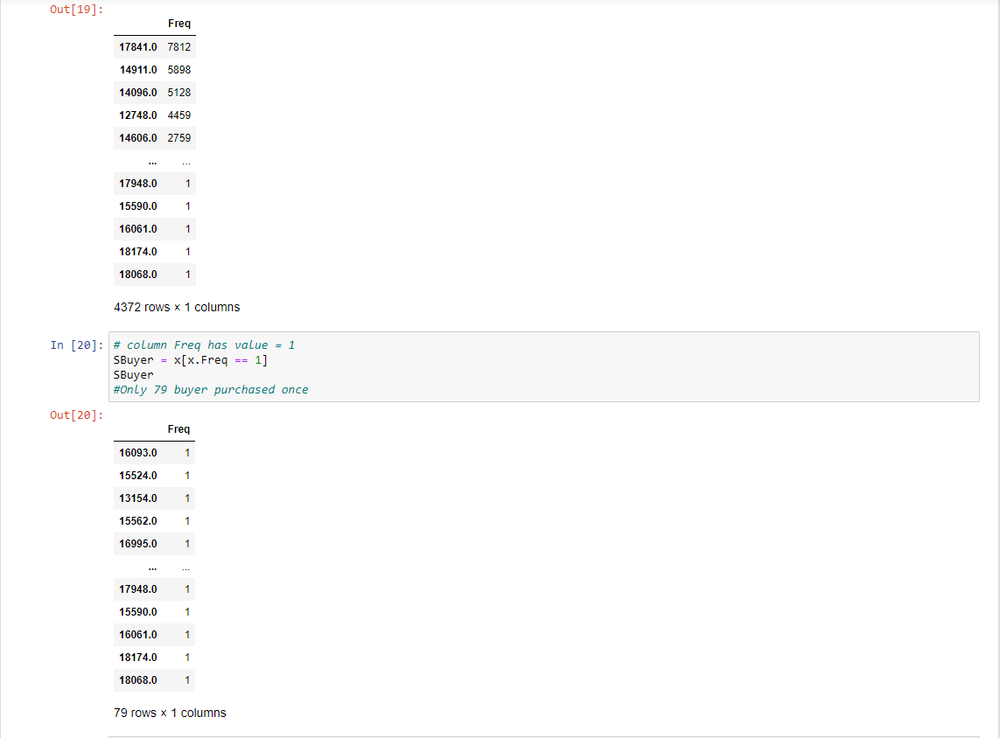 Out[19]:
Freq
17841.0 7812
14911.0 5898
14096.0 5128
12748.0 4459
14606.0 2759
... ...
17948.0 1
15590.0 1
16061.0 1
18174.0 1
18068.0 1
4372 rows × 1 columns
In [20]: # column Freq has value = 1
SBuyer = x[x.Freq == 1]
SBuyer
#Only 79 buyer purchased once
Out[20]:
Freq
16093.0 1
15524.0 1
13154.0 1
15562.0 1
16995.0 1
... ...
17948.0 1
15590.0 1
16061.0 1
18174.0 1
18068.0 1
79 rows × 1 columns